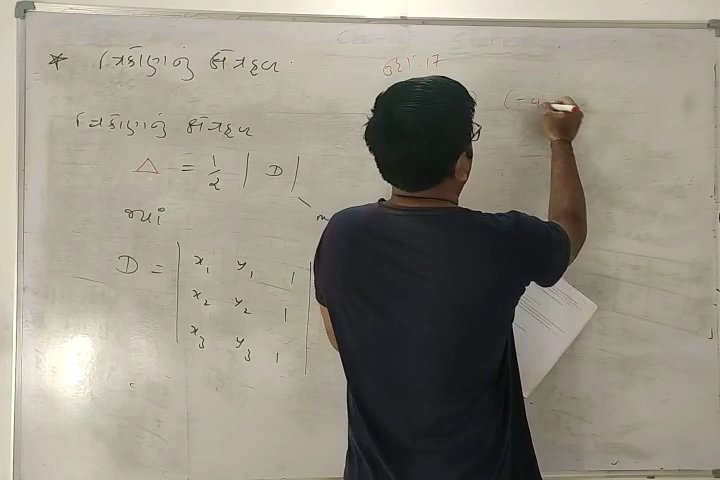 * ત્રિકોણનું ક્ષેત્રફળ :
ત્રિકોણનું ક્ષેત્રફળ
△ = 1/2 | D |
જ્યાં
D = | x₁ y₁ 1
x₂ y₂ 1
x₃ y₃ 1 |
ઉદા. 17
(-a